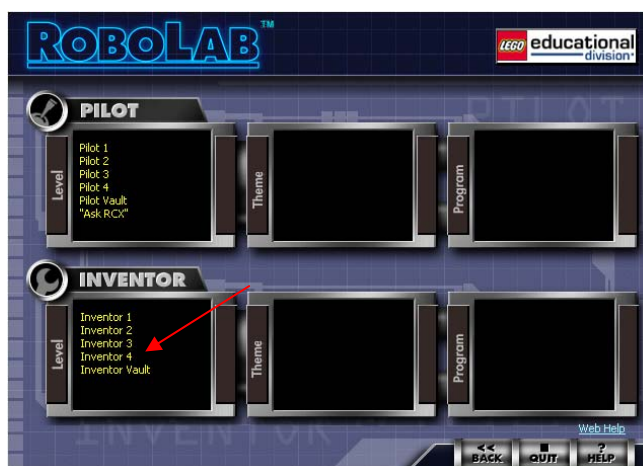 ROBOLAB™
LEGO educational
division
PILOT
Level
Pilot 1
Pilot 2
Pilot 3
Pilot 4
Pilot Vault
"Ask RCX"
Theme
Program
PILOT
INVENTOR
Level
Inventor 1
Inventor 2
Inventor 3
Inventor 4
Inventor Vault
Theme
Program
INVENTOR
Web Help
<< BACK
QUIT
? HELP